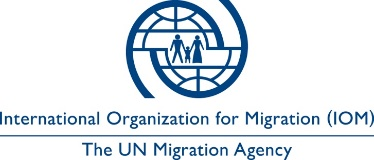 International Organization for Migration (IOM)
The UN Migration Agency